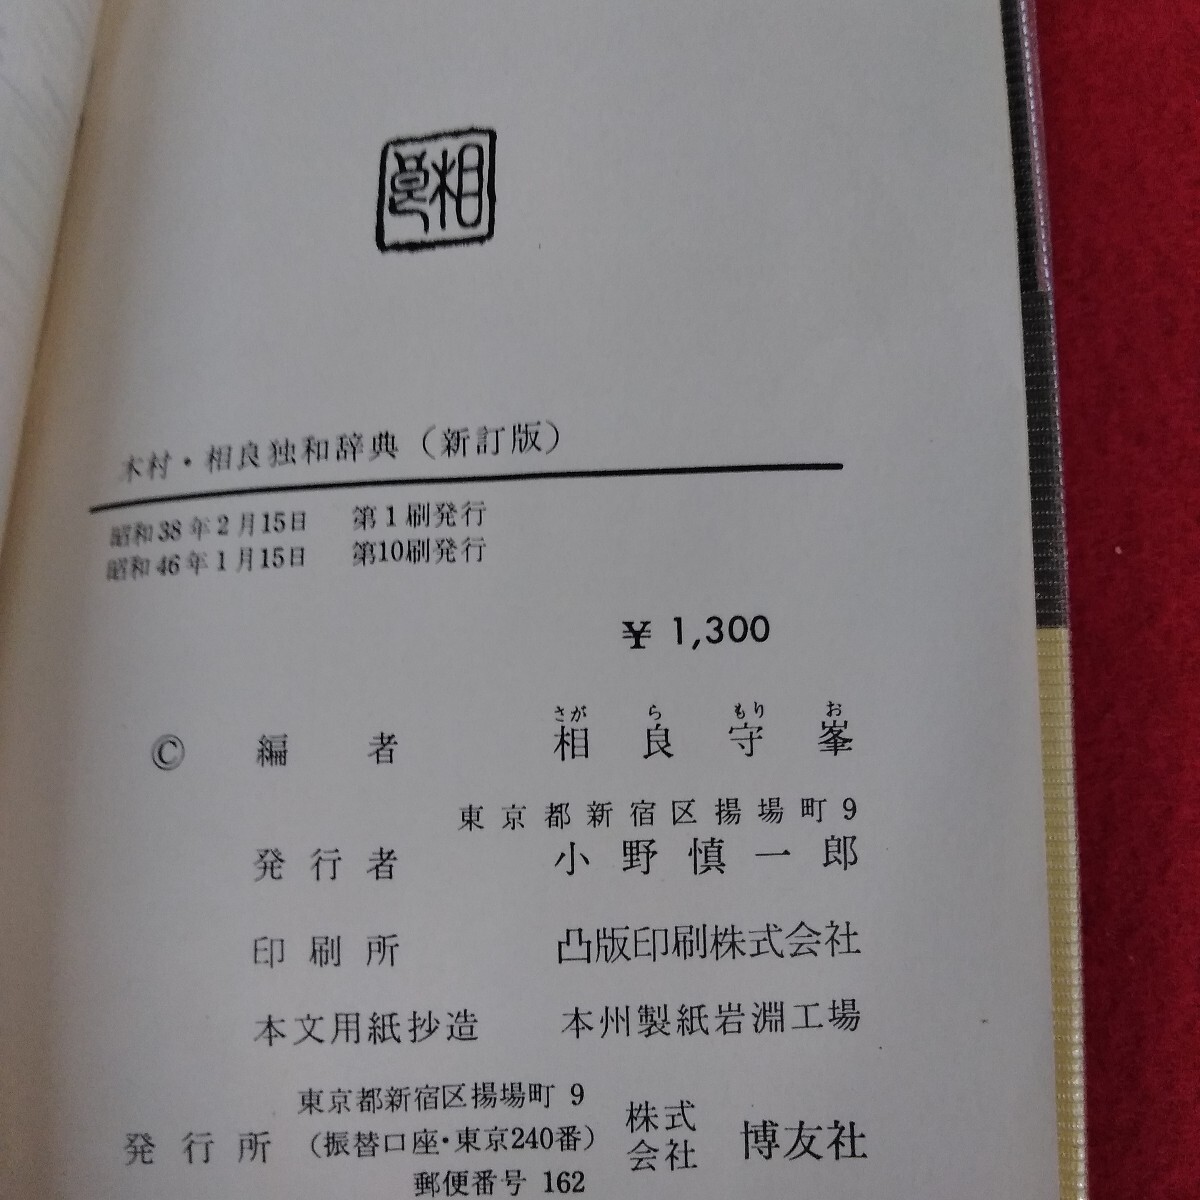 相良
木村・相良独和辞典（新訂版）
昭和38年2月15日 第1刷発行
昭和46年1月15日 第10刷発行
¥ 1,300
さがらもりお
© 編者 相良守峯
東京都新宿区揚場町9
発行者 小野慎一郎
印刷所 凸版印刷株式会社
本文用紙抄造 本州製紙岩淵工場
東京都新宿区揚場町 9
発行所 (振替口座・東京240番) 株式会社 博友社
郵便番号 162